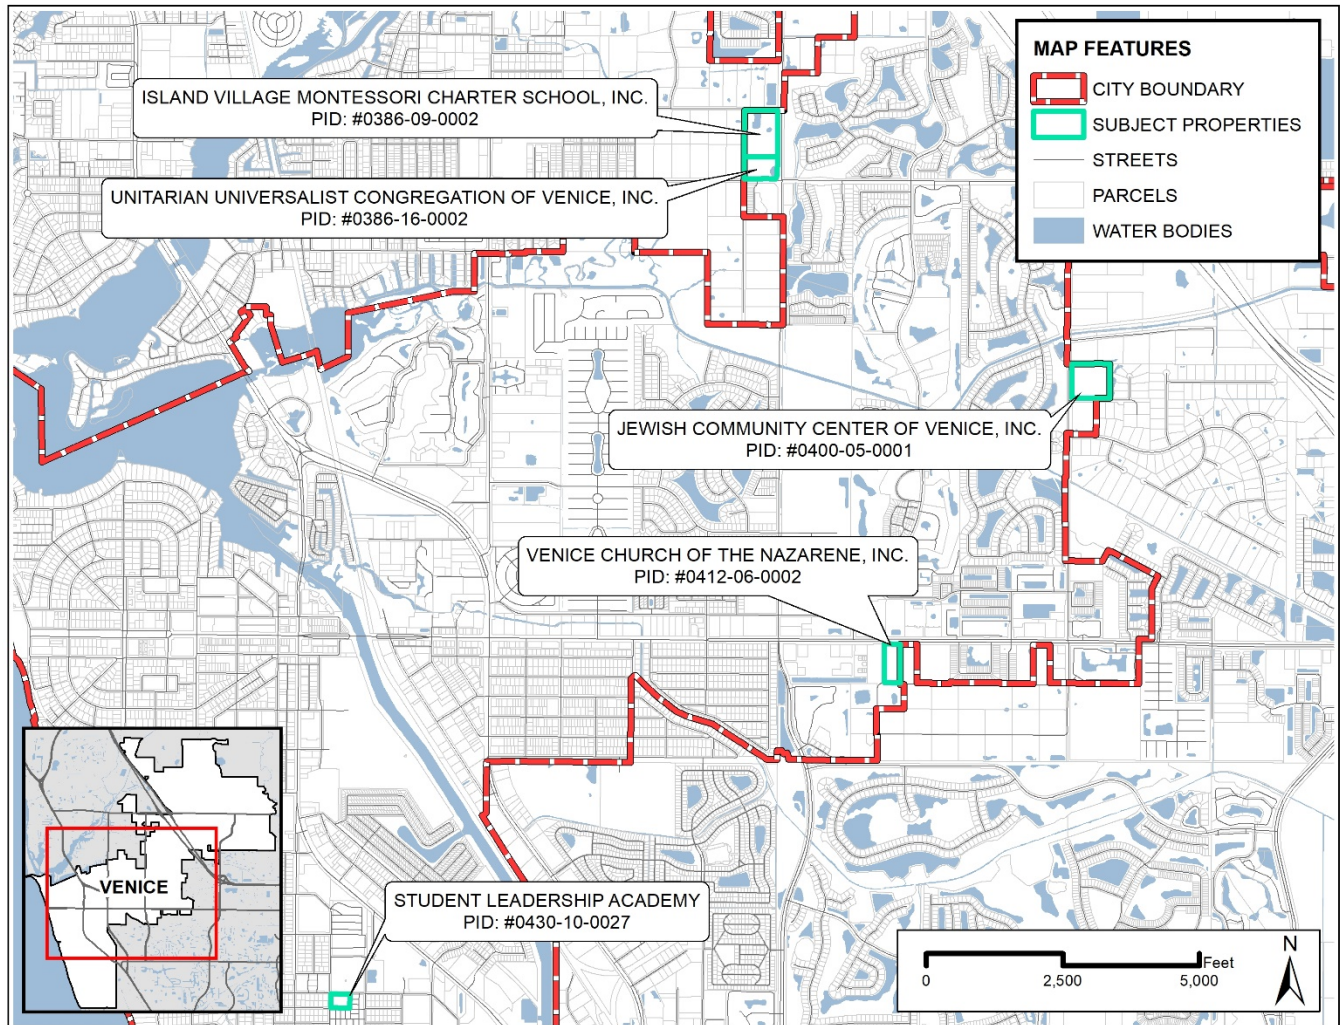 MAP FEATURES
CITY BOUNDARY
SUBJECT PROPERTIES
STREETS
PARCELS
WATER BODIES
ISLAND VILLAGE MONTESSORI CHARTER SCHOOL, INC.
PID: #0386-09-0002
UNITARIAN UNIVERSALIST CONGREGATION OF VENICE, INC.
PID: #0386-16-0002
JEWISH COMMUNITY CENTER OF VENICE, INC.
PID: #0400-05-0001
VENICE CHURCH OF THE NAZARENE, INC.
PID: #0412-06-0002
STUDENT LEADERSHIP ACADEMY
PID: #0430-10-0027
VENICE
N
Feet
0 2,500 5,000